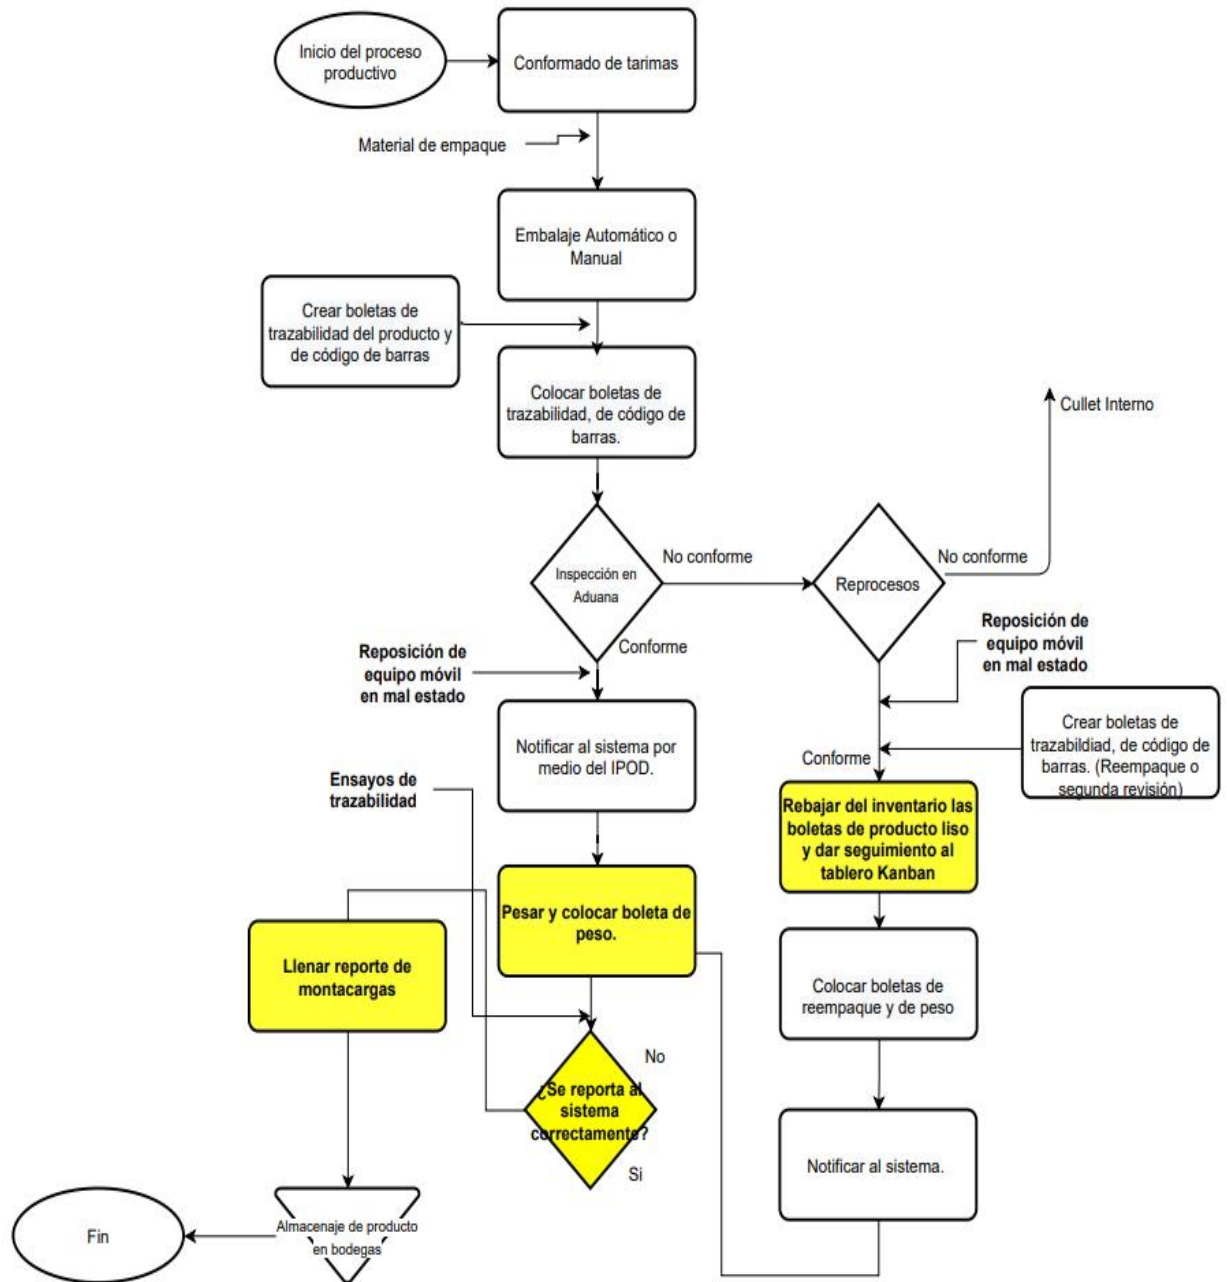 Inicio del proceso
productivo
Conformado de tarimas
Material de empaque
Embalaje Automático o
Manual
Crear boletas de
trazabilidad del producto y
de código de barras
Colocar boletas de
trazabilidad, de código de
barras.
Cullet Interno
Inspección en
Aduana
No conforme
Reprocesos
No conforme
Conforme
Reposición de
equipo móvil
en mal estado
Reposición de
equipo móvil
en mal estado
Notificar al sistema por
medio del IPOD.
Crear boletas de
trazabildiad, de código de
barras. (Reempaque o
segunda revisión)
Conforme
Ensayos de
trazabilidad
Rebajar del inventario las
boletas de producto liso
y dar seguimiento al
tablero Kanban
Pesar y colocar boleta de
peso.
Llenar reporte de
montacargas
Colocar boletas de
reempaque y de peso
No
¿Se reporta al
sistema
correctamente?
Si
Notificar al sistema.
Almacenaje de producto
en bodegas
Fin